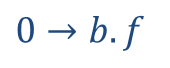 0 → b.f